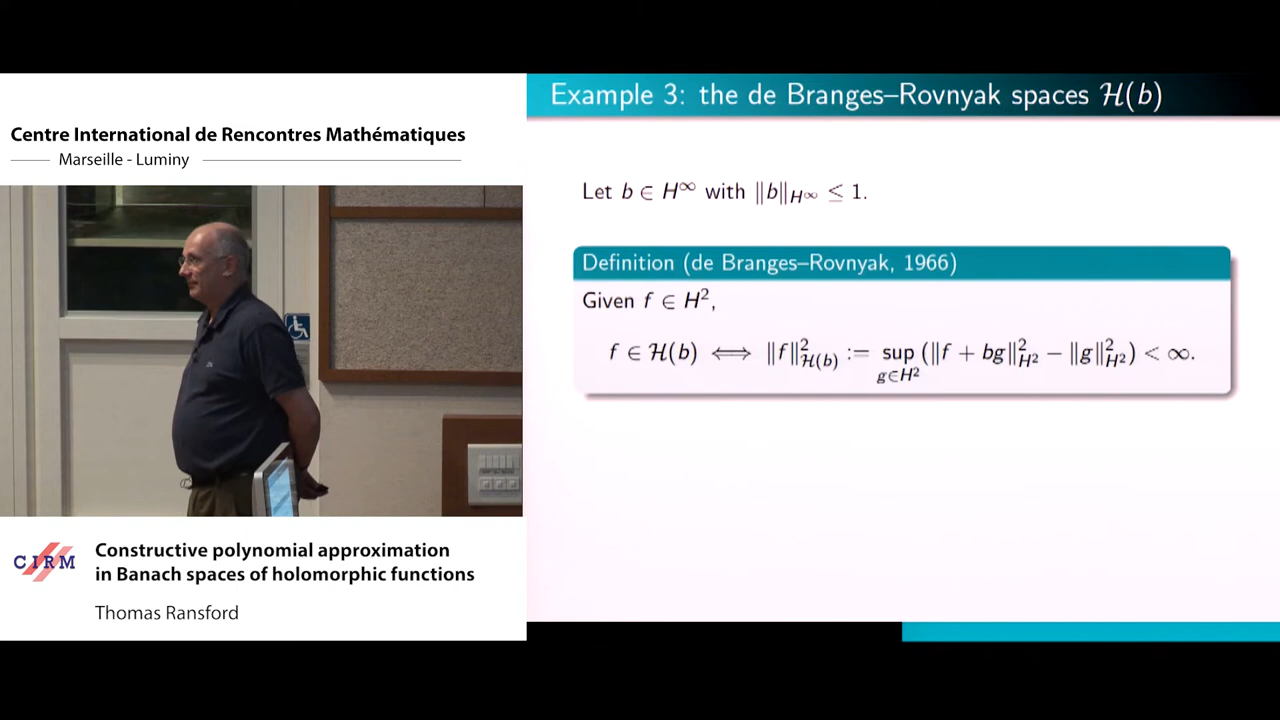 Centre International de Rencontres Mathématiques
Marseille - Luminy
Example 3: the de Branges–Rovnyak spaces ℋ(b)
Let b ∈ H^∞ with ‖b‖_{H^∞} ≤ 1.
Definition (de Branges–Rovnyak, 1966)
Given f ∈ H²,
f ∈ ℋ(b) ⟺ ‖f‖²_{ℋ(b)} := sup_{g∈H²} (‖f + bg‖²_{H²} − ‖g‖²_{H²}) < ∞.
CIRM
Constructive polynomial approximation
in Banach spaces of holomorphic functions
Thomas Ransford